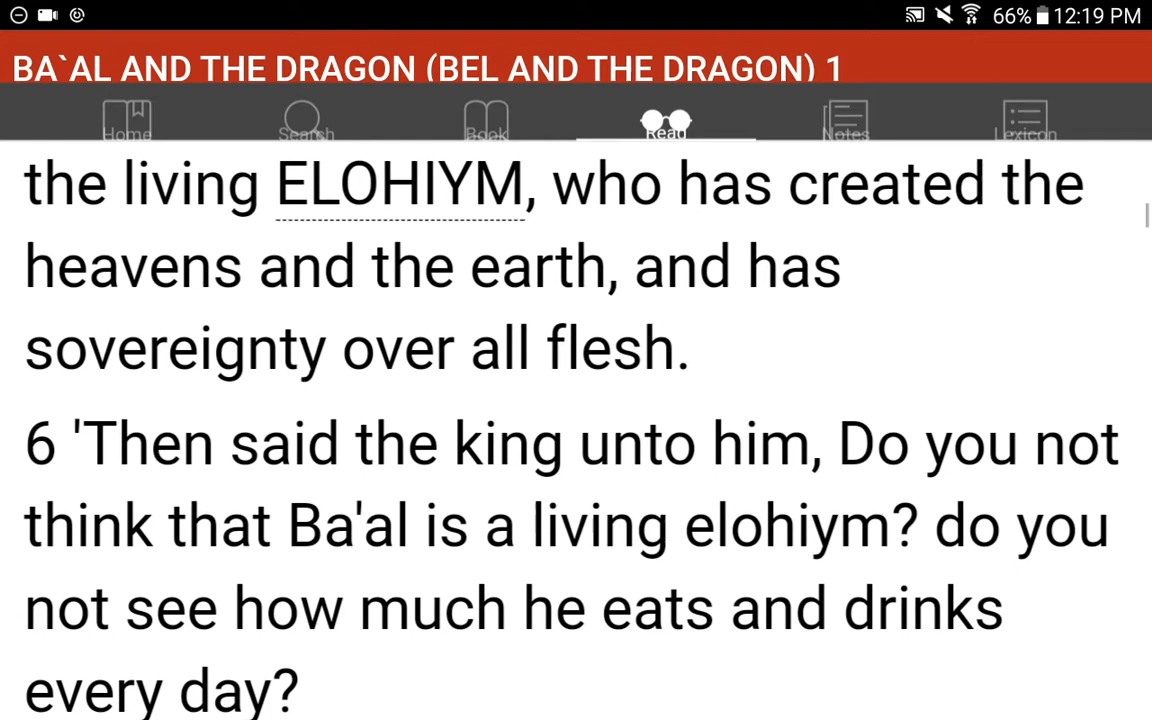 66% 12:19 PM
BA`AL AND THE DRAGON (BEL AND THE DRAGON) 1
Home Search Book Read Notes Lexicon
the living ELOHIYM, who has created the
heavens and the earth, and has
sovereignty over all flesh.
6 'Then said the king unto him, Do you not
think that Ba'al is a living elohiym? do you
not see how much he eats and drinks
every day?